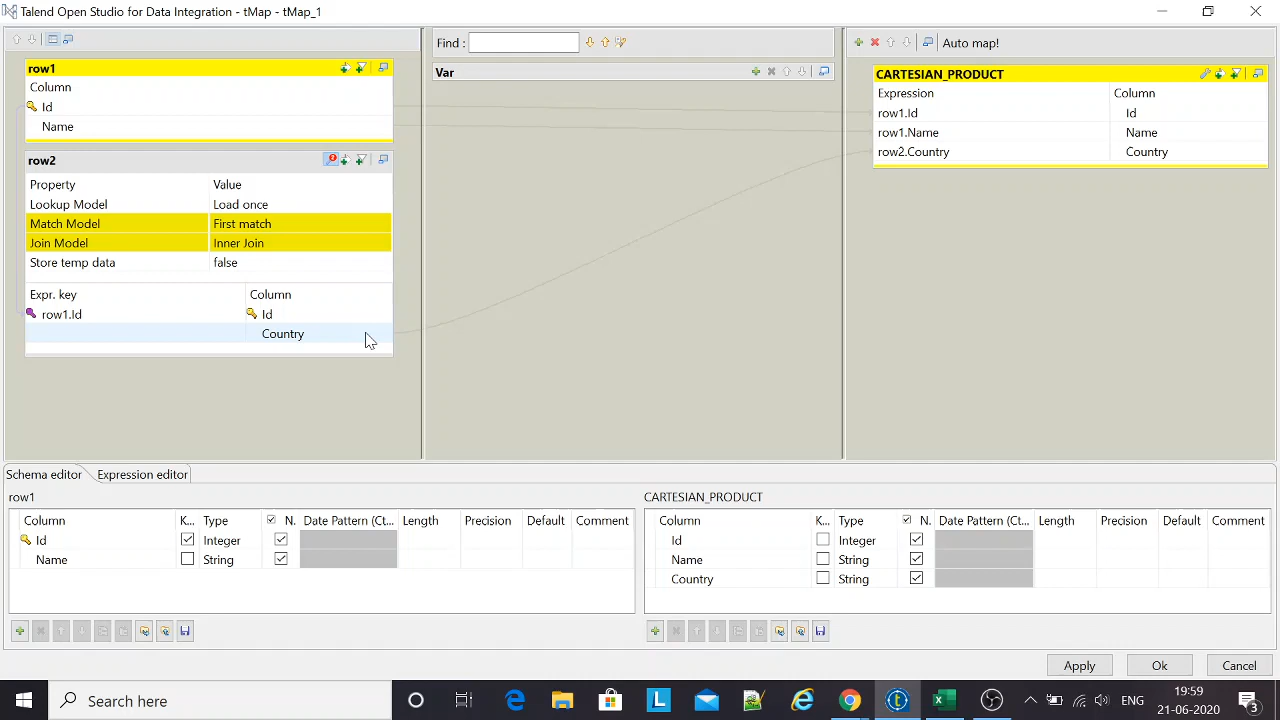 Talend Open Studio for Data Integration - tMap - tMap_1
row1
Column
Id
Name
row2
Property Value
Lookup Model Load once
Match Model First match
Join Model Inner Join
Store temp data false
Expr. key Column
row1.Id Id
Country
Find :
Var
Auto map!
CARTESIAN_PRODUCT
Expression Column
row1.Id Id
row1.Name Name
row2.Country Country
Schema editor Expression editor
row1
Column K... Type N. Date Pattern (Ct... Length Precision Default Comment
Id Integer
Name String
CARTESIAN_PRODUCT
Column K... Type N. Date Pattern (Ct... Length Precision Default Comment
Id Integer
Name String
Country String
Apply Ok Cancel
Search here
ENG
19:59
21-06-2020
3